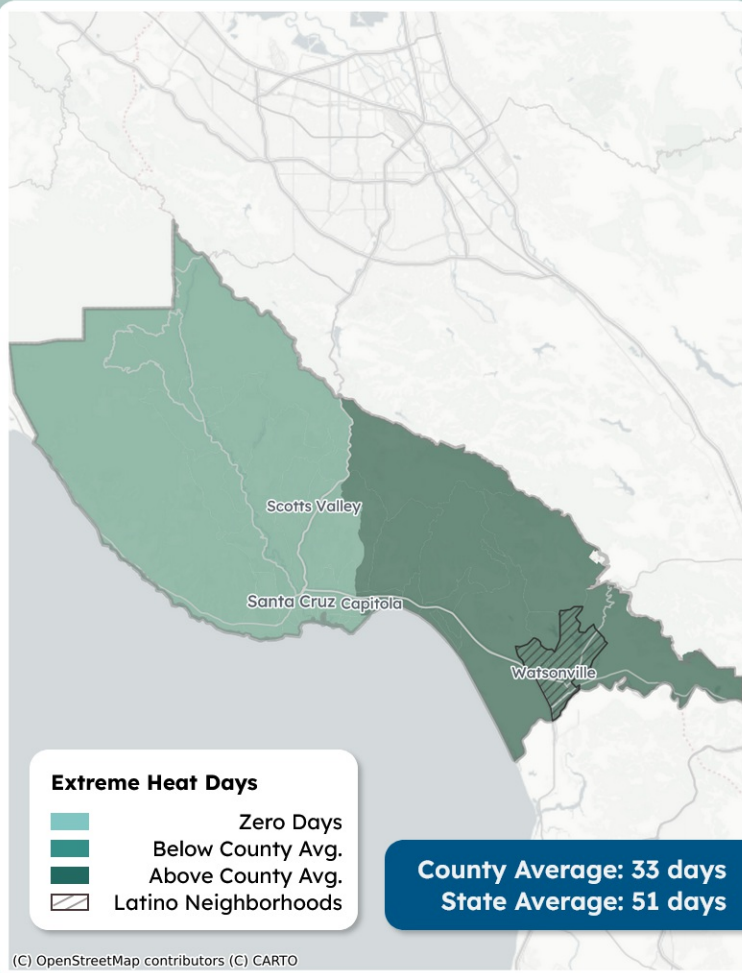 Scotts Valley
Santa Cruz
Capitola
Watsonville
Extreme Heat Days
Zero Days
Below County Avg.
Above County Avg.
Latino Neighborhoods
County Average: 33 days
State Average: 51 days
(C) OpenStreetMap contributors (C) CARTO